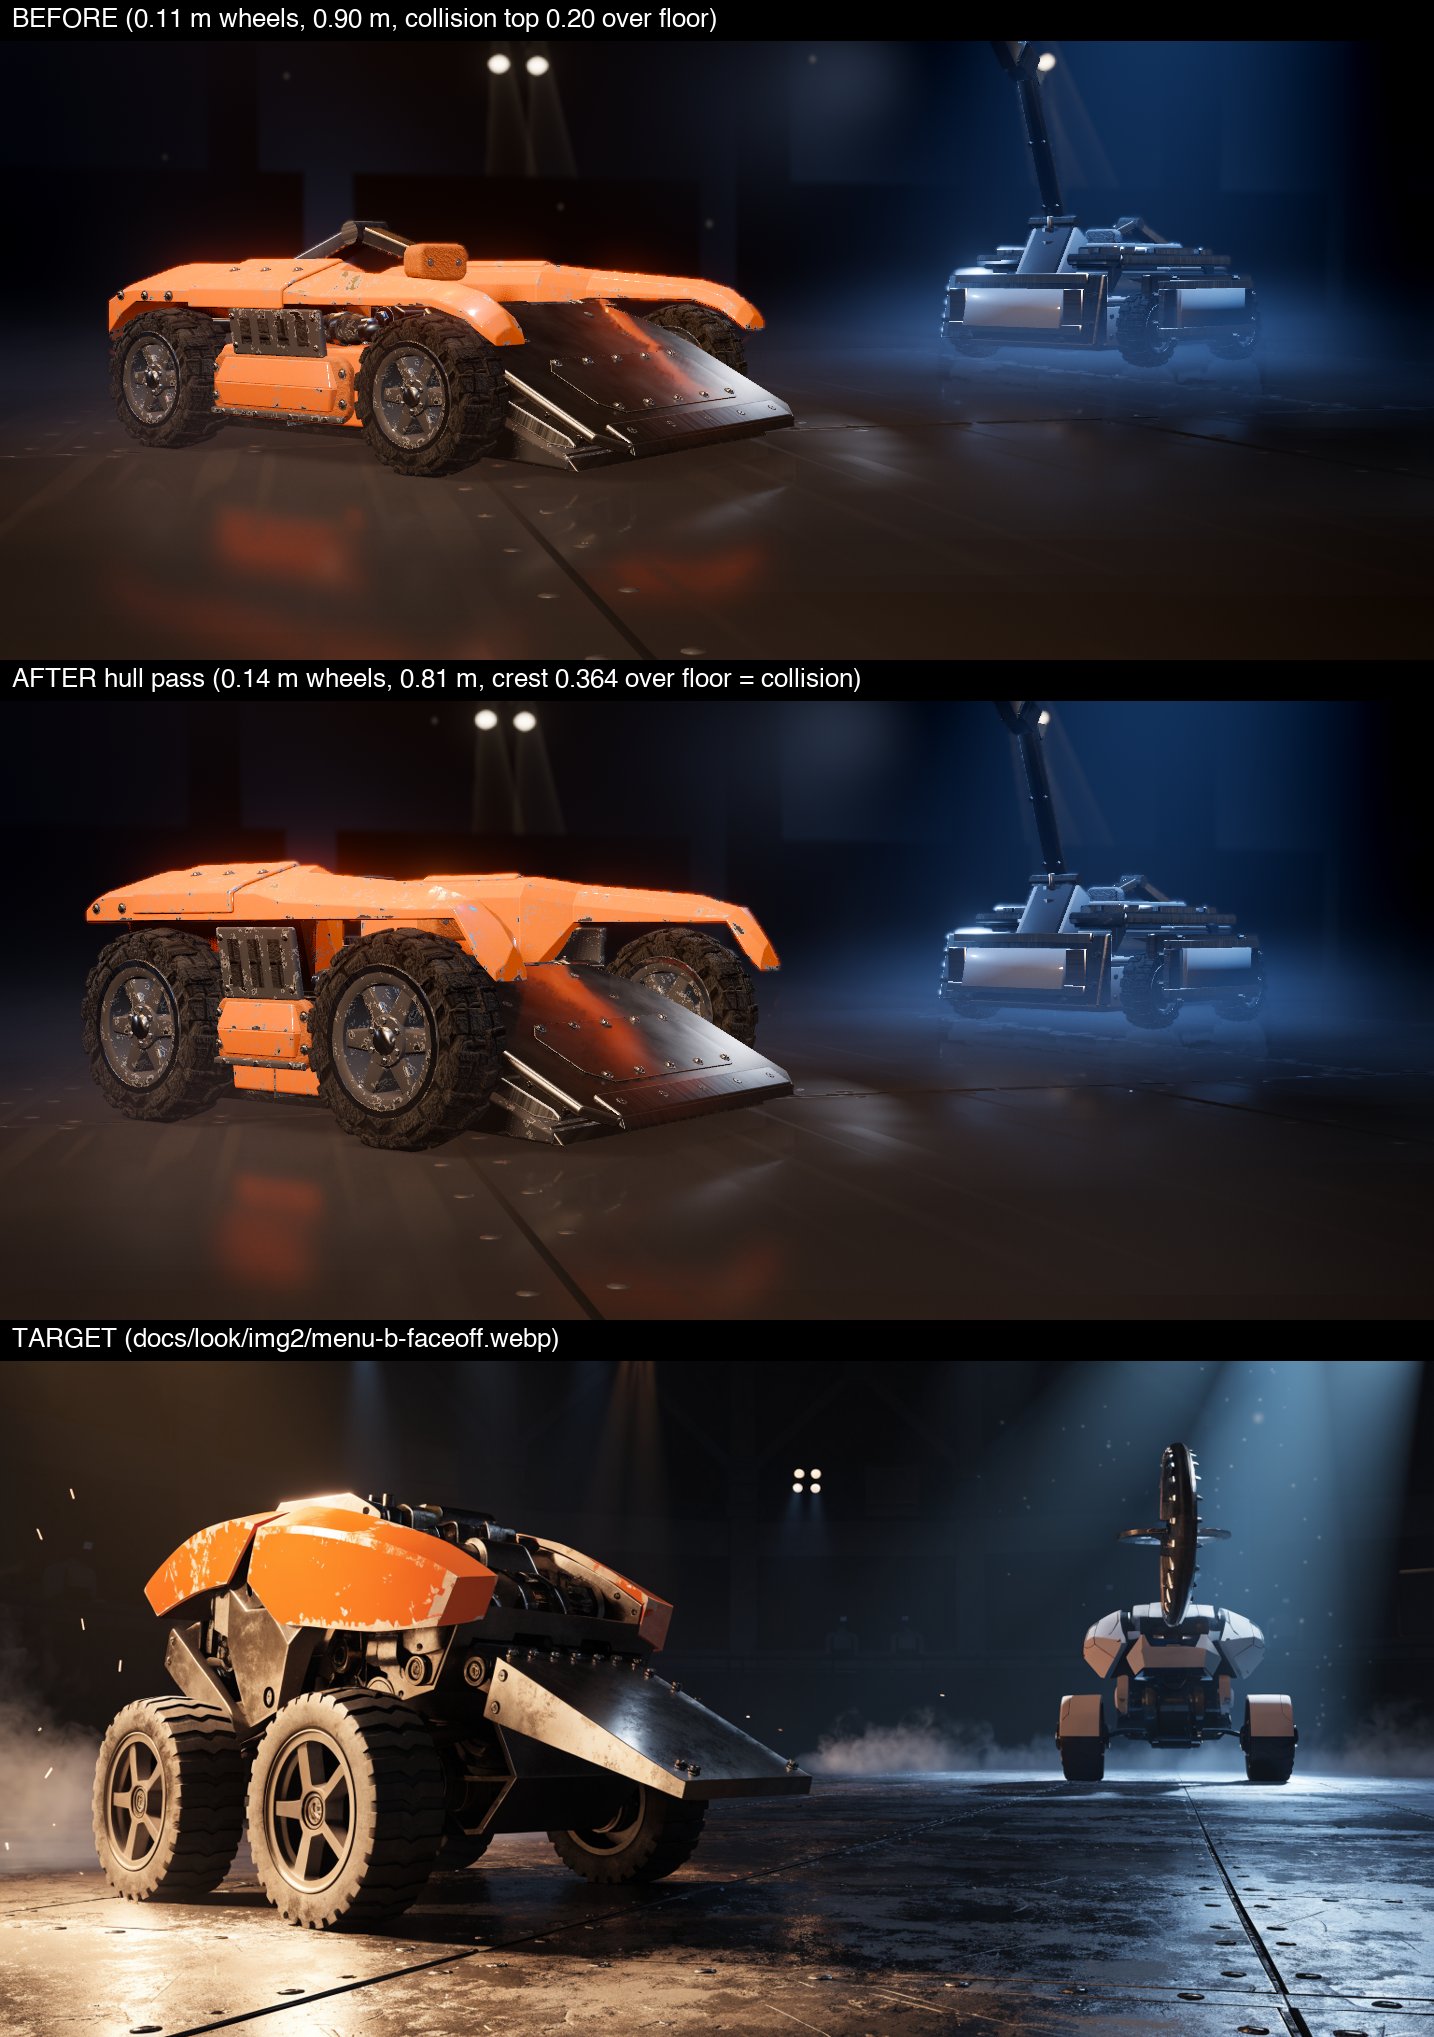 BEFORE (0.11 m wheels, 0.90 m, collision top 0.20 over floor)
AFTER hull pass (0.14 m wheels, 0.81 m, crest 0.364 over floor = collision)
TARGET (docs/look/img2/menu-b-faceoff.webp)